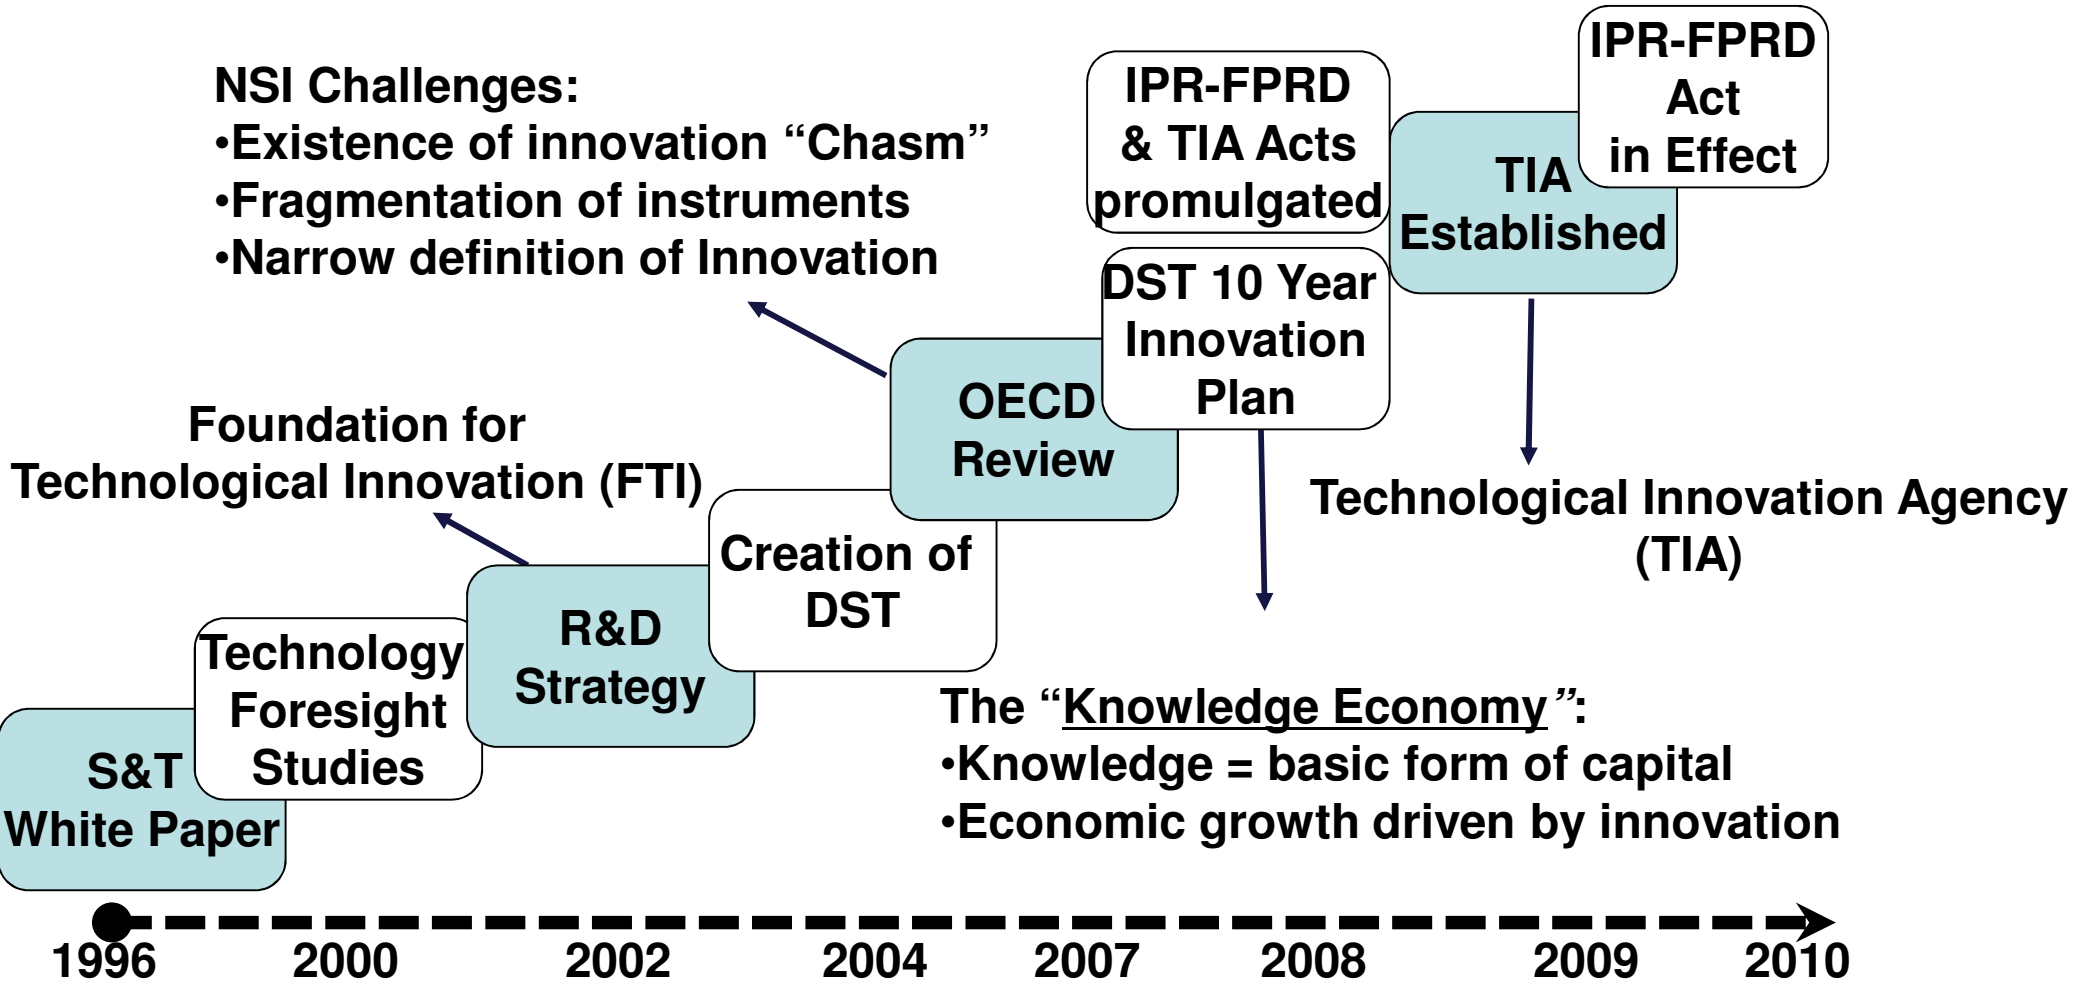 NSI Challenges:
•Existence of innovation “Chasm”
•Fragmentation of instruments
•Narrow definition of Innovation
IPR-FPRD
& TIA Acts
promulgated
IPR-FPRD
Act
in Effect
TIA
Established
DST 10 Year
Innovation
Plan
OECD
Review
Foundation for
Technological Innovation (FTI)
Technological Innovation Agency
(TIA)
Creation of
DST
R&D
Strategy
Technology
Foresight
Studies
S&T
White Paper
The “Knowledge Economy”:
•Knowledge = basic form of capital
•Economic growth driven by innovation
1996 2000 2002 2004 2007 2008 2009 2010